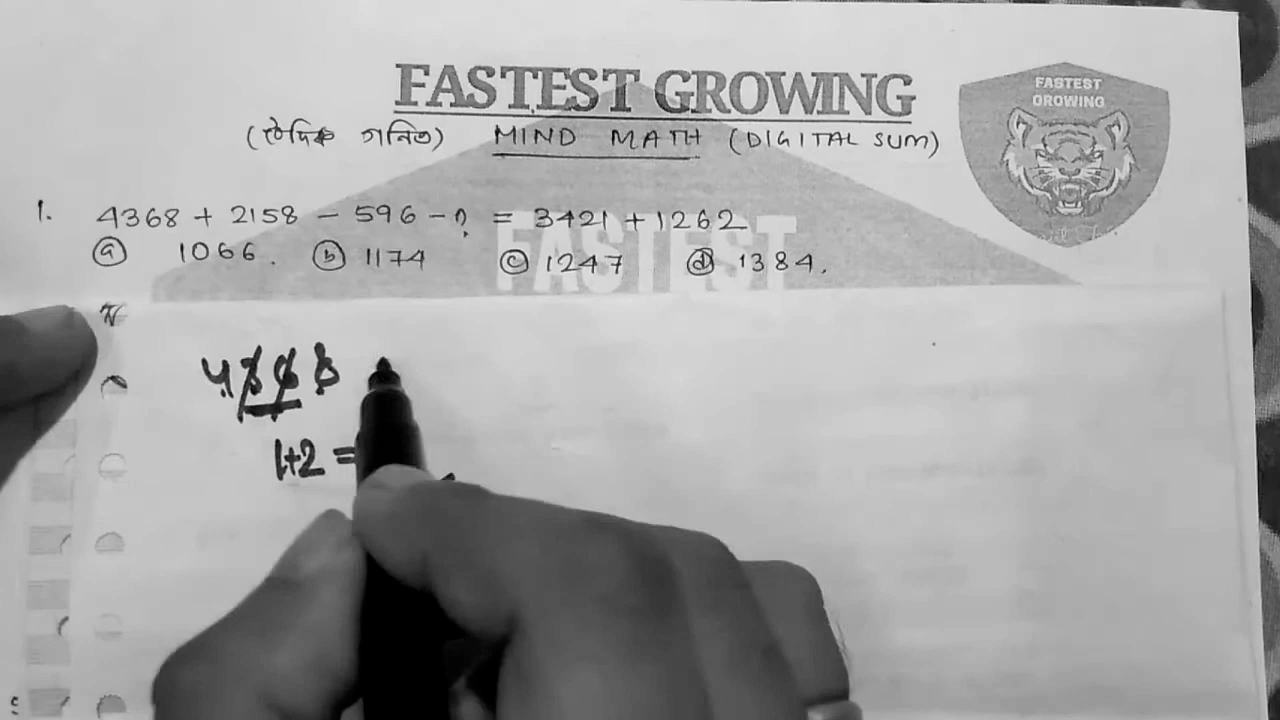 FASTEST GROWING
FASTEST
GROWING
(বৈদিক গনিত) MIND MATH (DIGITAL SUM)
1. 4368 + 2158 - 596 - ? = 3421 + 1262
ⓐ 1066. ⓑ 1174 ⓒ 1247 ⓓ 1384.
FASTEST
4368
1+2 =